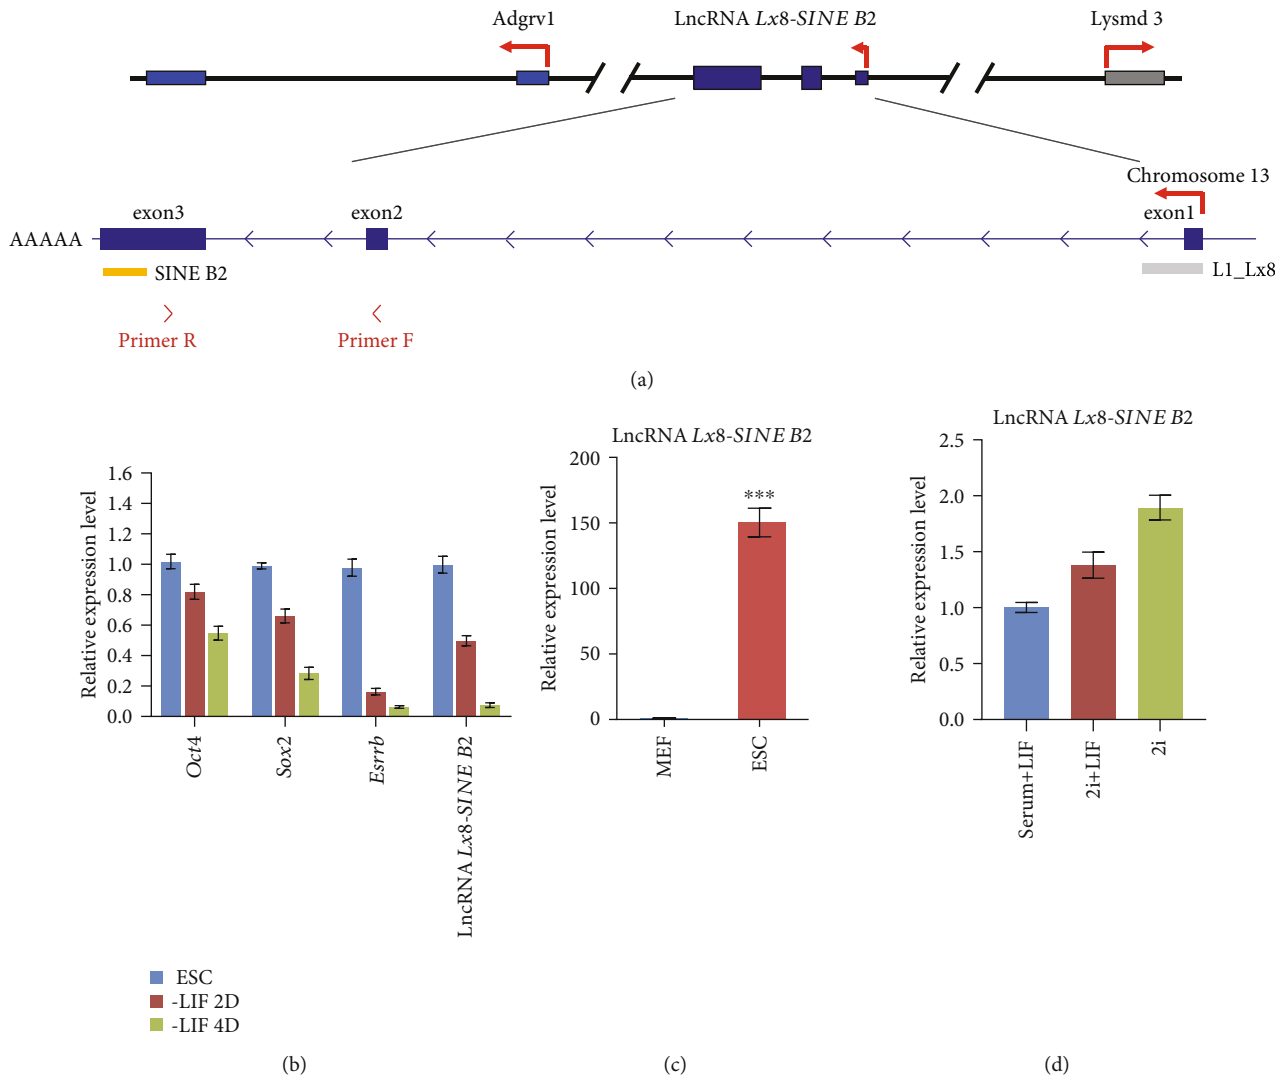 Adgrv1
LncRNA Lx8-SINE B2
Lysmd 3
Chromosome 13
exon3
exon2
exon1
AAAAA
SINE B2
L1_Lx8
Primer R
Primer F
(a)
Relative expression level
1.6
1.4
1.2
1.0
0.8
0.6
0.4
0.2
0.0
Oct4
Sox2
Esrrb
LncRNA Lx8-SINE B2
ESC
-LIF 2D
-LIF 4D
(b)
LncRNA Lx8-SINE B2
Relative expression level
200
150
100
50
0
***
MEF
ESC
(c)
LncRNA Lx8-SINE B2
Relative expression level
2.5
2.0
1.5
1.0
0.5
0.0
Serum+LIF
2i+LIF
2i
(d)